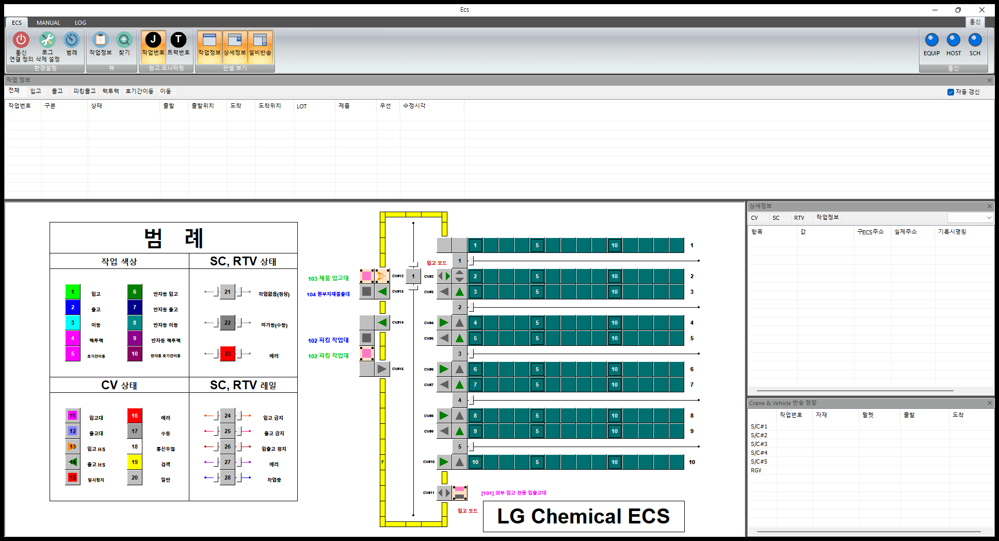 Ecs
ECS MANUAL LOG 통신
통신
연결 정의
로그
삭제 설정
범례
작업정보
찾기
J
작업번호
T
트랙번호
작업정보
상세정보
설비반송
EQUIP HOST SCH
환경설정 뷰 창고 모니터링 판넬 보기 통신
작업 정보
전체 입고 출고 피킹출고 랙투랙 호기간이동 이동 자동 갱신
작업번호 구분 상태 출발 출발위치 도착 도착위치 LOT 제품 우선 수정시각
범 례
작업 색상
1 입고 6 반자동 입고
2 출고 7 반자동 출고
3 이동 8 반자동 이동
4 랙투랙 9 반자동 랙투랙
5 호기간이동 10 반자동 호기간이동
SC, RTV 상태
21 작업없음(정상)
22 미가동(수동)
23 에러
CV 상태
11 입고대 16 에러
12 출고대 17 수동
13 입고 HS 18 통신두절
14 출고 HS 19 검색
15 일시정지 20 일반
SC, RTV 레일
24 입고 금지
25 출고 금지
26 입출고 정지
27 에러
28 작업중
103 제품 입고대 CV#12
104 원부자재불출대 CV#13
CV#14
102 피킹 작업대
102 피킹 작업대
CV#15
F
1
1 5 10 1
입고 모드 1
CV#2 2 5 10 2
CV#3 3 5 10 3
2
CV#4 4 5 10 4
CV#5 5 5 10 5
3
CV#6 6 5 10 6
CV#7 7 5 10 7
4
CV#8 8 5 10 8
CV#9 9 5 10 9
5
CV#10 10 5 10 10
CV#11 [101] 외부 입고 전용 입출고대
입고 모드
LG Chemical ECS
상세정보
CV SC RTV 작업정보
항목 값 구ECS주소 실제주소 기록시명칭
Crane & Vehicle 반송 현황
작업번호 자재 팔렛 출발 도착
S/C#1
S/C#2
S/C#3
S/C#4
S/C#5
RGV